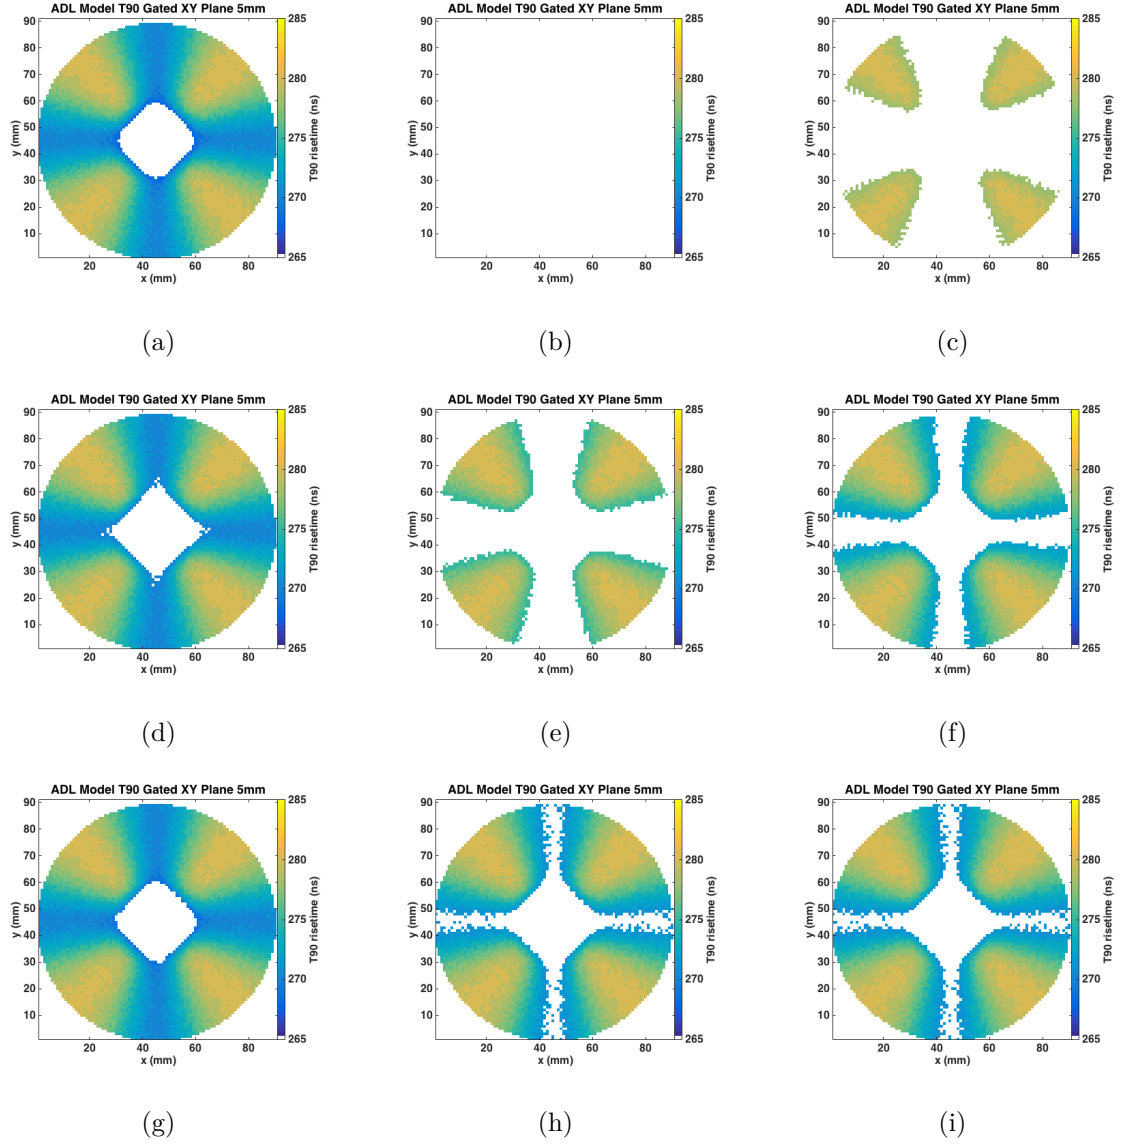 ADL Model T90 Gated XY Plane 5mm
90
80
70
60
50
40
30
20
10
y (mm)
20 40 60 80
x (mm)
285
280
275
270
265
T90 risetime (ns)
(a)
ADL Model T90 Gated XY Plane 5mm
90
80
70
60
50
40
30
20
10
y (mm)
20 40 60 80
x (mm)
285
280
275
270
265
T90 risetime (ns)
(b)
ADL Model T90 Gated XY Plane 5mm
90
80
70
60
50
40
30
20
10
y (mm)
20 40 60 80
x (mm)
285
280
275
270
265
T90 risetime (ns)
(c)
ADL Model T90 Gated XY Plane 5mm
90
80
70
60
50
40
30
20
10
y (mm)
20 40 60 80
x (mm)
285
280
275
270
265
T90 risetime (ns)
(d)
ADL Model T90 Gated XY Plane 5mm
90
80
70
60
50
40
30
20
10
y (mm)
20 40 60 80
x (mm)
285
280
275
270
265
T90 risetime (ns)
(e)
ADL Model T90 Gated XY Plane 5mm
90
80
70
60
50
40
30
20
10
y (mm)
20 40 60 80
x (mm)
285
280
275
270
265
T90 risetime (ns)
(f)
ADL Model T90 Gated XY Plane 5mm
90
80
70
60
50
40
30
20
10
y (mm)
20 40 60 80
x (mm)
285
280
275
270
265
T90 risetime (ns)
(g)
ADL Model T90 Gated XY Plane 5mm
90
80
70
60
50
40
30
20
10
y (mm)
20 40 60 80
x (mm)
285
280
275
270
265
T90 risetime (ns)
(h)
ADL Model T90 Gated XY Plane 5mm
90
80
70
60
50
40
30
20
10
y (mm)
20 40 60 80
x (mm)
285
280
275
270
265
T90 risetime (ns)
(i)